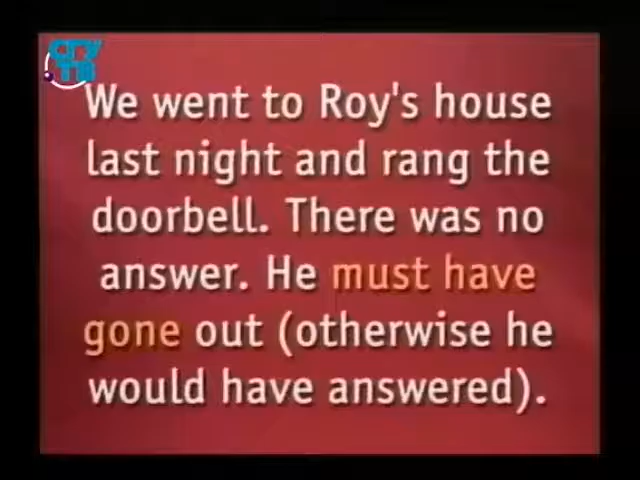 We went to Roy's house
last night and rang the
doorbell. There was no
answer. He must have
gone out (otherwise he
would have answered).